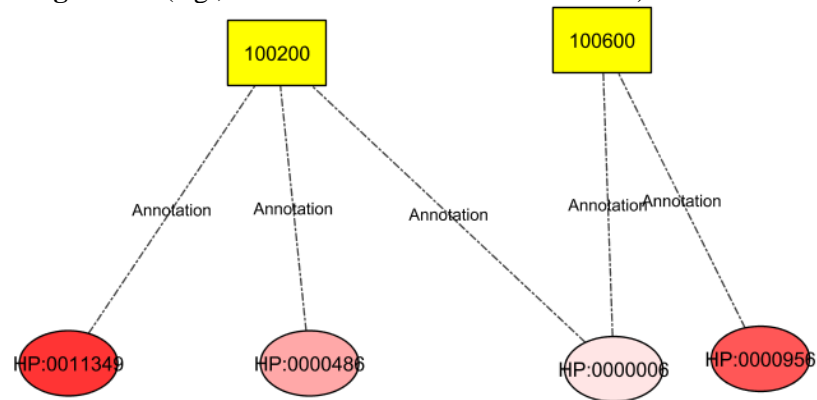 100200
100600
Annotation
Annotation
Annotation
Annotation
Annotation
HP:0011349
HP:0000486
HP:0000006
HP:0000956